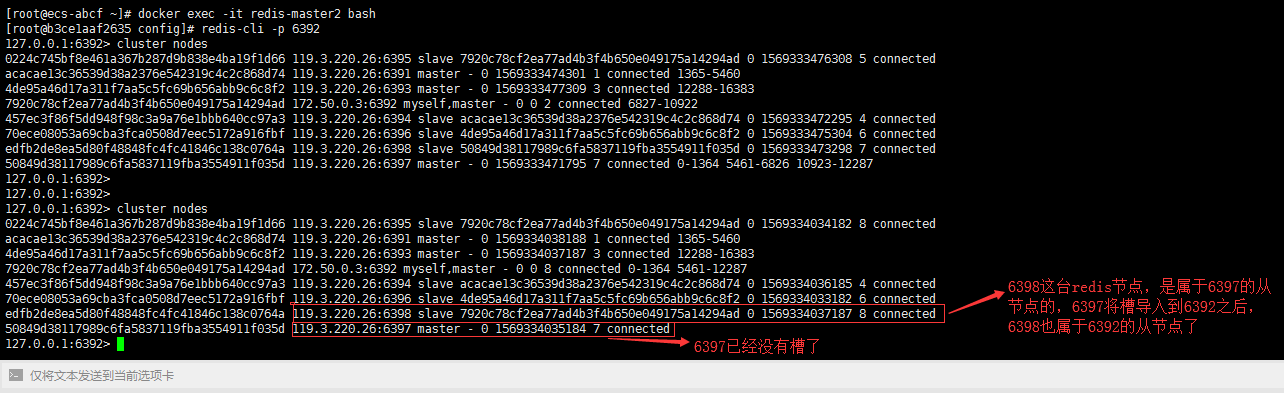 [root@ecs-abcf ~]# docker exec -it redis-master2 bash
[root@b3ce1aaf2635 config]# redis-cli -p 6392
127.0.0.1:6392> cluster nodes
0224c745bf8e461a367b287d9b838e4ba19f1d66 119.3.220.26:6395 slave 7920c78cf2ea77ad4b3f4b650e049175a14294ad 0 1569333476308 5 connected
acacae13c36539d38a2376e542319c4c2c868d74 119.3.220.26:6391 master - 0 1569333474301 1 connected 1365-5460
4de95a46d17a311f7aa5c5fc69b656abb9c6c8f2 119.3.220.26:6393 master - 0 1569333477309 3 connected 12288-16383
7920c78cf2ea77ad4b3f4b650e049175a14294ad 172.50.0.3:6392 myself,master - 0 0 2 connected 6827-10922
457ec3f86f5dd948f98c3a9a76e1bbb640cc97a3 119.3.220.26:6394 slave acacae13c36539d38a2376e542319c4c2c868d74 0 1569333472295 4 connected
70ece08053a69cba3fca0508d7eec5172a916fbf 119.3.220.26:6396 slave 4de95a46d17a311f7aa5c5fc69b656abb9c6c8f2 0 1569333475304 6 connected
edfb2de8ea5d80f48848fc4fc41846c138c0764a 119.3.220.26:6398 slave 50849d38117989c6fa5837119fba3554911f035d 0 1569333473298 7 connected
50849d38117989c6fa5837119fba3554911f035d 119.3.220.26:6397 master - 0 1569333471795 7 connected 0-1364 5461-6826 10923-12287
127.0.0.1:6392>
127.0.0.1:6392>
127.0.0.1:6392> cluster nodes
0224c745bf8e461a367b287d9b838e4ba19f1d66 119.3.220.26:6395 slave 7920c78cf2ea77ad4b3f4b650e049175a14294ad 0 1569334034182 8 connected
acacae13c36539d38a2376e542319c4c2c868d74 119.3.220.26:6391 master - 0 1569334038188 1 connected 1365-5460
4de95a46d17a311f7aa5c5fc69b656abb9c6c8f2 119.3.220.26:6393 master - 0 1569334037187 3 connected 12288-16383
7920c78cf2ea77ad4b3f4b650e049175a14294ad 172.50.0.3:6392 myself,master - 0 0 8 connected 0-1364 5461-12287
457ec3f86f5dd948f98c3a9a76e1bbb640cc97a3 119.3.220.26:6394 slave acacae13c36539d38a2376e542319c4c2c868d74 0 1569334036185 4 connected
70ece08053a69cba3fca0508d7eec5172a916fbf 119.3.220.26:6396 slave 4de95a46d17a311f7aa5c5fc69b656abb9c6c8f2 0 1569334033182 6 connected
edfb2de8ea5d80f48848fc4fc41846c138c0764a 119.3.220.26:6398 slave 7920c78cf2ea77ad4b3f4b650e049175a14294ad 0 1569334037187 8 connected
50849d38117989c6fa5837119fba3554911f035d 119.3.220.26:6397 master - 0 1569334035184 7 connected
127.0.0.1:6392>
6398这台redis节点，是属于6397的从
节点的，6397将槽导入到6392之后，
6398也属于6392的从节点了
6397已经没有槽了
仅将文本发送到当前选项卡